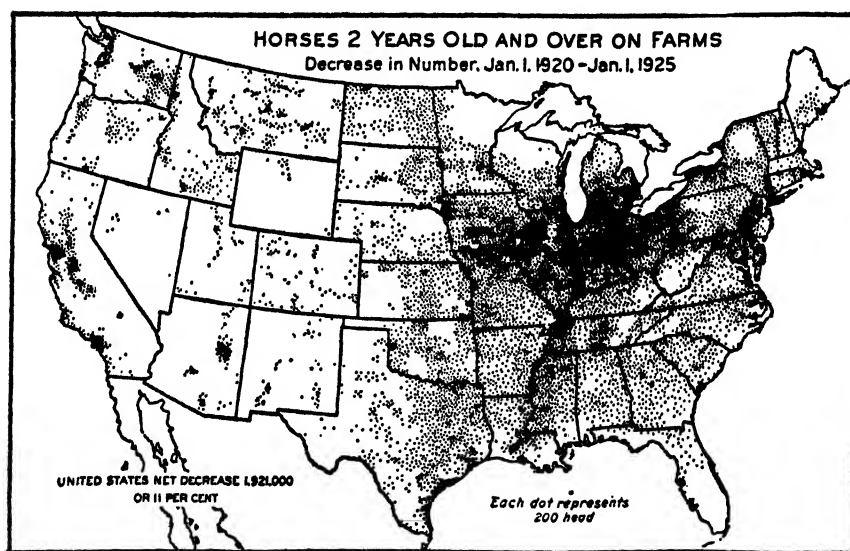 HORSES 2 YEARS OLD AND OVER ON FARMS
Decrease in Number, Jan. 1, 1920-Jan. 1, 1925
UNITED STATES NET DECREASE 1,921,000
OR 11 PER CENT
Each dot represents
200 head